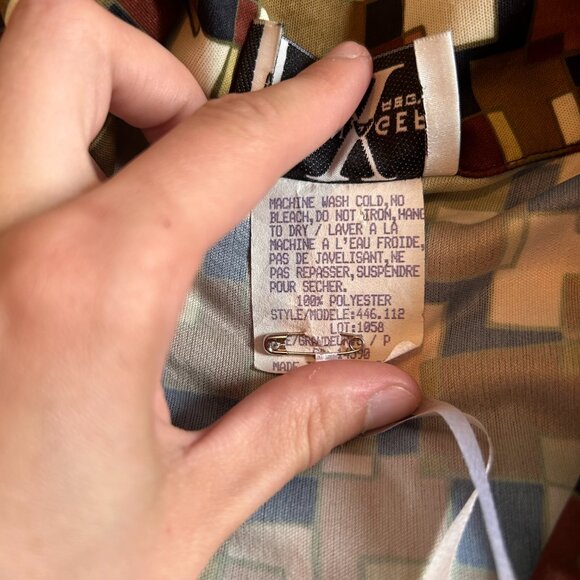 MACHINE WASH COLD,NO
BLEACH,DO NOT IRON,HANG
TO DRY / LAVER A LA
MACHINE A L'EAU FROIDE,
PAS DE JAVELISANT,NE
PAS REPASSER,SUSPENDRE
POUR SECHER.
100% POLYESTER
STYLE/MODELE:446.112
LOT:1058
/ P
MADE